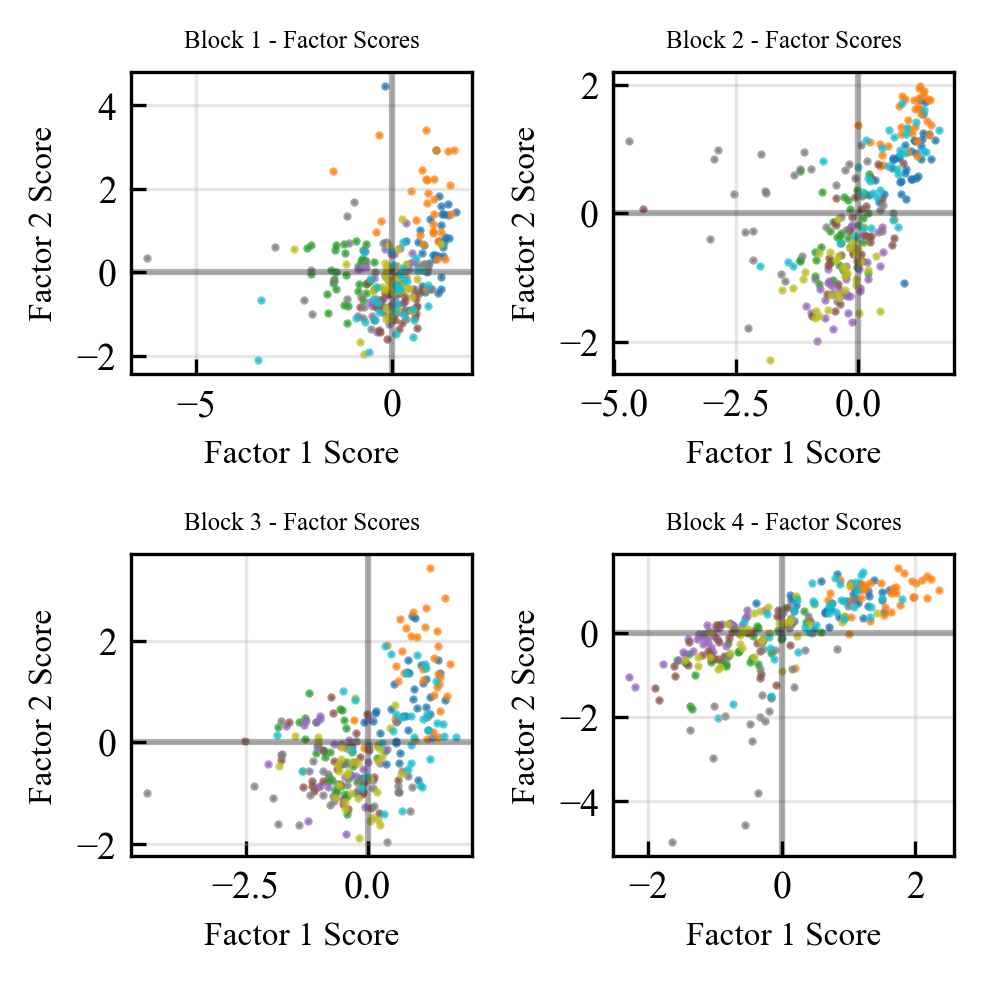 Block 1 - Factor Scores
Factor 2 Score
4
2
0
−2
−5
0
Factor 1 Score
Block 2 - Factor Scores
Factor 2 Score
2
0
−2
−5.0
−2.5
0.0
Factor 1 Score
Block 3 - Factor Scores
Factor 2 Score
2
0
−2
−2.5
0.0
Factor 1 Score
Block 4 - Factor Scores
Factor 2 Score
0
−2
−4
−2
0
2
Factor 1 Score